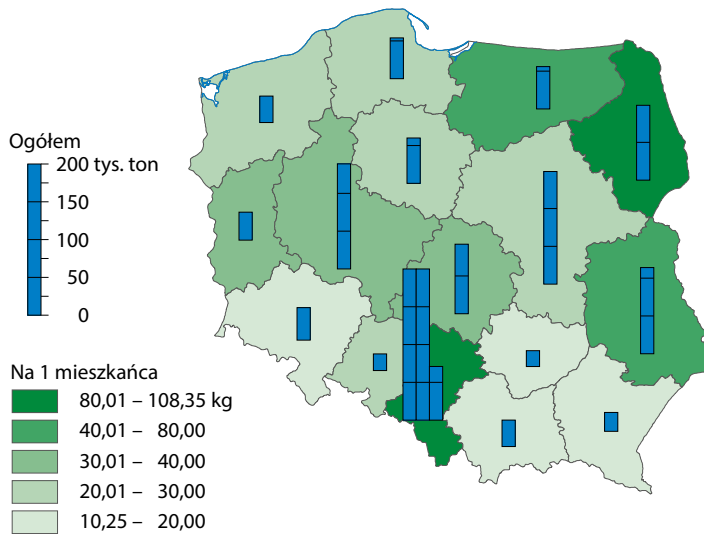 Ogółem
200 tys. ton
150
100
50
0
Na 1 mieszkańca
80,01 – 108,35 kg
40,01 – 80,00
30,01 – 40,00
20,01 – 30,00
10,25 – 20,00